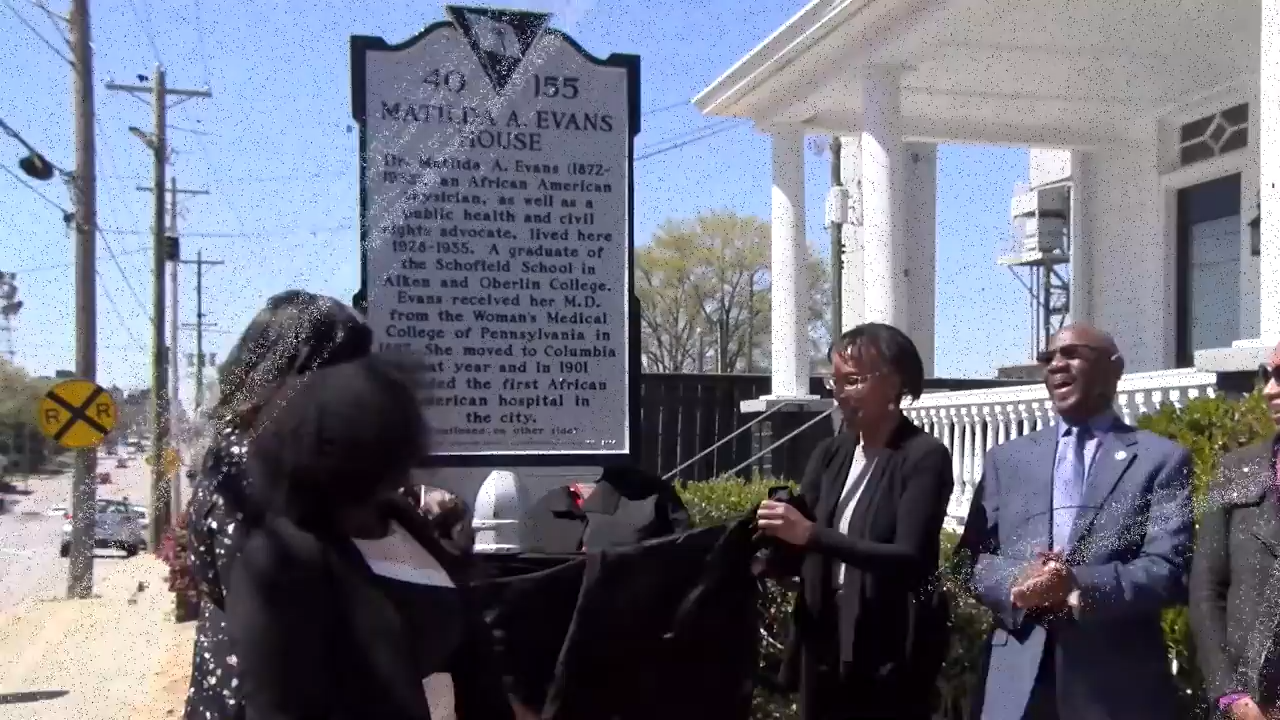 40 155
MATILDA A. EVANS
HOUSE
Dr. Matilda A. Evans (1872-
an African American
physician, as well as a
public health and civil
rights advocate, lived here
1928-1935. A graduate of
the Schofield School in
Aiken and Oberlin College,
Evans received her M.D.
from the Woman's Medical
College of Pennsylvania in
She moved to Columbia
at year and in 1901
ded the first African
erican hospital in
the city.
on other side)
R R